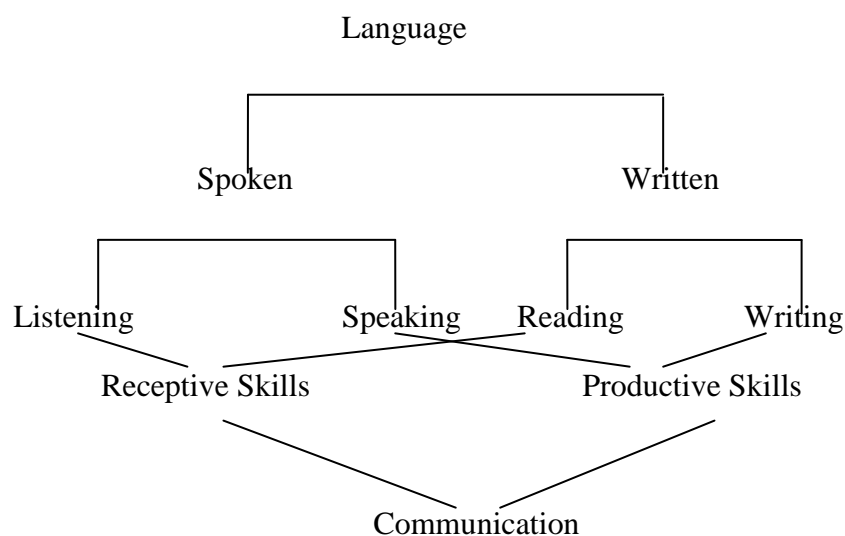 Language
Spoken Written
Listening Speaking Reading Writing
Receptive Skills Productive Skills
Communication